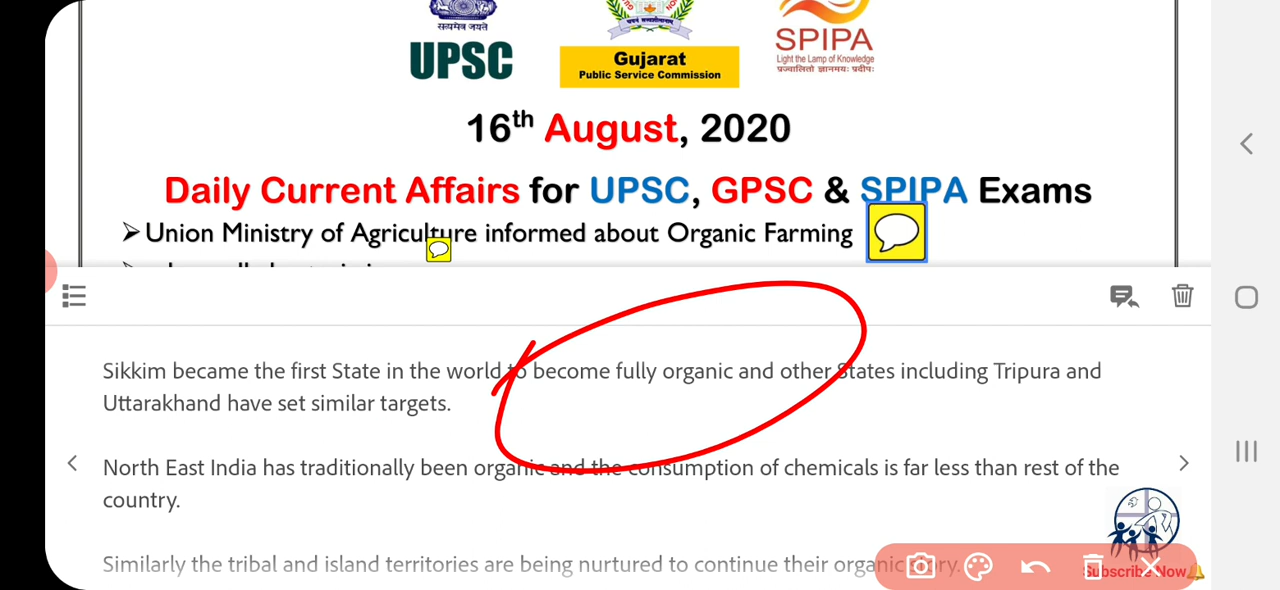 सत्यमेव जयते
UPSC
Gujarat
Public Service Commission
SPIPA
Light the Lamp of Knowledge
प्रज्वालितो ज्ञानमयः प्रदीपः
16th August, 2020
Daily Current Affairs for UPSC, GPSC & SPIPA Exams
➢Union Ministry of Agriculture informed about Organic Farming
Sikkim became the first State in the world to become fully organic and other States including Tripura and
Uttarakhand have set similar targets.
North East India has traditionally been organic and the consumption of chemicals is far less than rest of the
country.
Similarly the tribal and island territories are being nurtured to continue their organic story.
Subscribe Now